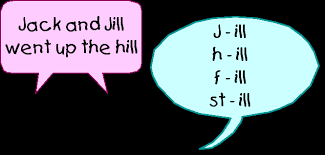 Jack and Jill
went up the hill
J - ill
h - ill
f - ill
st - ill